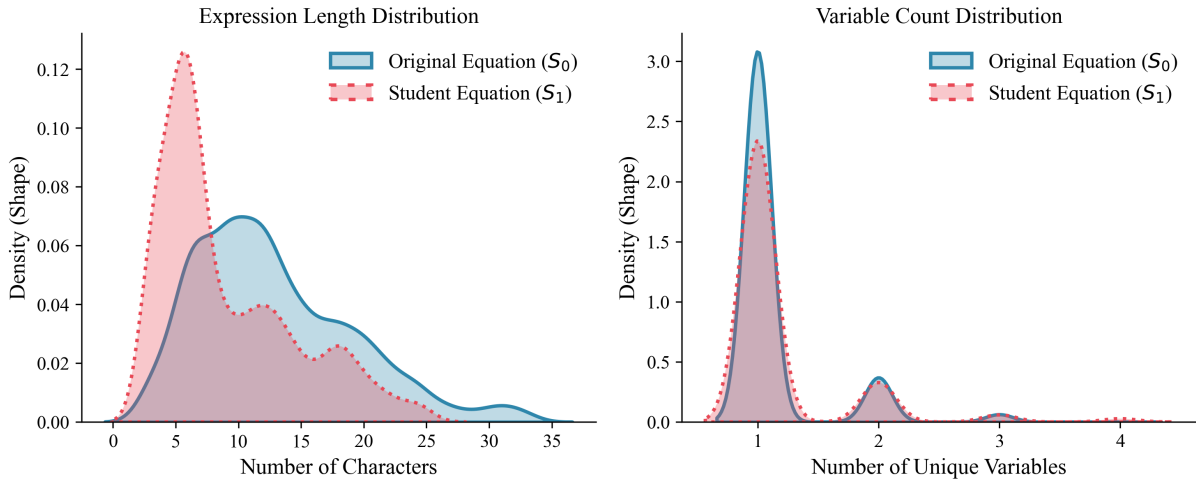 Expression Length Distribution
Original Equation (S₀)
Student Equation (S₁)
Density (Shape)
0.12
0.10
0.08
0.06
0.04
0.02
0.00
0 5 10 15 20 25 30 35
Number of Characters
Variable Count Distribution
Original Equation (S₀)
Student Equation (S₁)
Density (Shape)
3.0
2.5
2.0
1.5
1.0
0.5
0.0
1 2 3 4
Number of Unique Variables